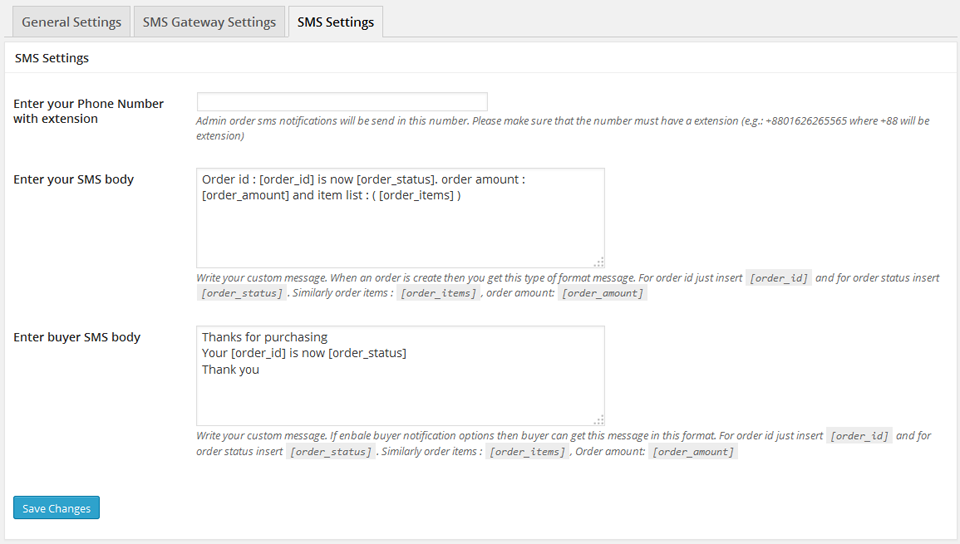 General Settings
SMS Gateway Settings
SMS Settings
SMS Settings
Enter your Phone Number
with extension
Admin order sms notifications will be send in this number. Please make sure that the number must have a extension (e.g.: +8801626265565 where +88 will be
extension)
Enter your SMS body
Order id : [order_id] is now [order_status]. order amount :
[order_amount] and item list : ( [order_items] )
Write your custom message. When an order is create then you get this type of format message. For order id just insert [order_id] and for order status insert
[order_status] . Similarly order items : [order_items] , order amount: [order_amount]
Enter buyer SMS body
Thanks for purchasing
Your [order_id] is now [order_status]
Thank you
Write your custom message. If enbale buyer notification options then buyer can get this message in this format. For order id just insert [order_id] and for
order status insert [order_status] . Similarly order items : [order_items] , Order amount: [order_amount]
Save Changes